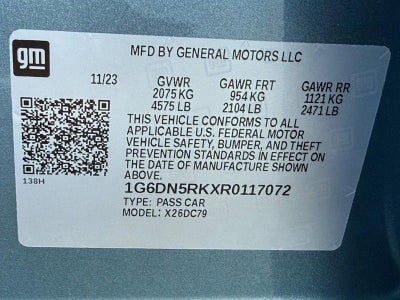 gm
MFD BY GENERAL MOTORS LLC
11/23 GVWR GAWR FRT GAWR RR
2075 KG 954 KG 1121 KG
4575 LB 2104 LB 2471 LB
THIS VEHICLE CONFORMS TO ALL
APPLICABLE U.S. FEDERAL MOTOR
VEHICLE SAFETY, BUMPER, AND THEFT
PREVENTION STANDARDS IN EFFECT ON
THE DATE OF MANUFACTURE SHOWN
ABOVE.
138H
1G6DN5RKXR0117072
TYPE: PASS CAR
MODEL: X26DC79